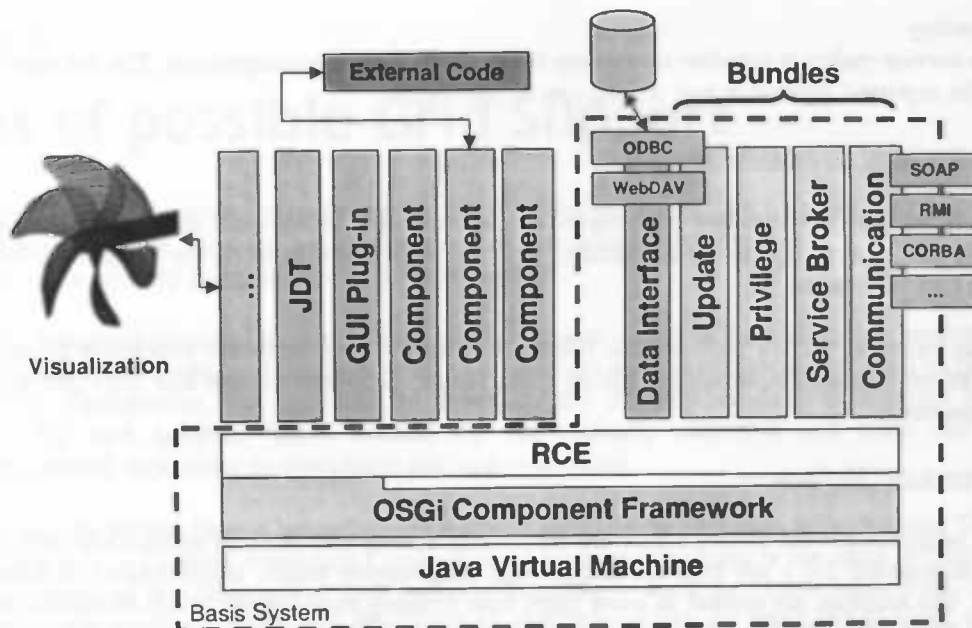 External Code
Bundles
ODBC
WebDAV
SOAP
RMI
CORBA
...
...
JDT
GUI Plug-in
Component
Component
Component
Data Interface
Update
Privilege
Service Broker
Communication
Visualization
RCE
OSGi Component Framework
Java Virtual Machine
Basis System